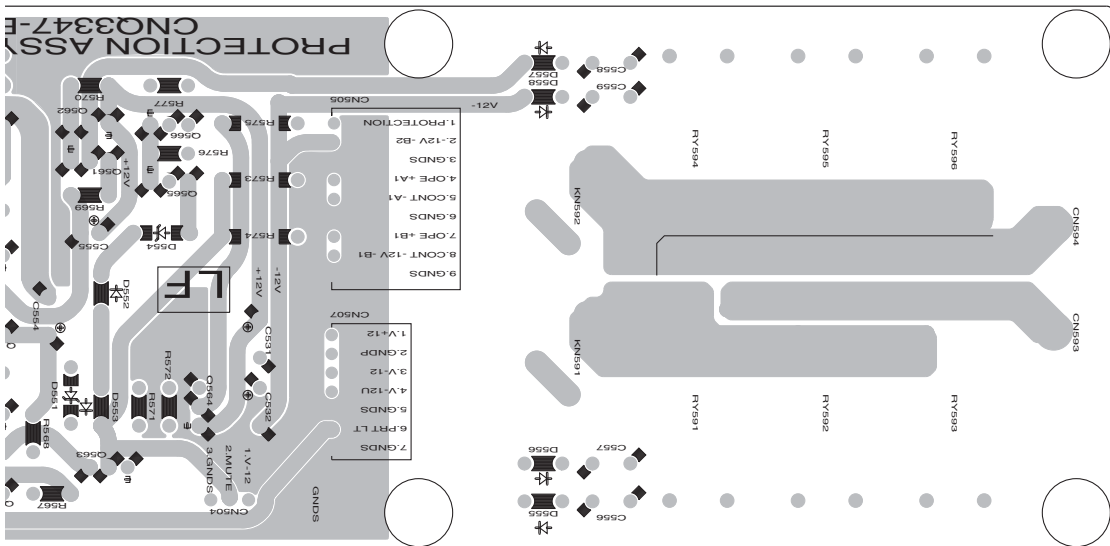 PROTECTION ASSY
CNQ3347-B
D557
D558
C558
C559
-12V
CN505
1.PROTECTION
2.-12V -B2
3.GNDS
4.OPE +A1
5.CONT -A1
6.GNDS
7.OPE +B1
8.CONT -12V -B1
9.GNDS
R570
R577
Q562
Q566
R575
R576
Q561
+12V
Q565
R573
R569
C555
D554
R574
LF
+12V
-12V
D552
C554
CN507
1.V+12
2.GNDP
3.V-12
4.V-12U
5.GNDS
6.PRT LT
7.GNDS
C531
C532
R572
Q564
D551
D553
R571
R568
Q563
R567
3.GNDS
2.MUTE
1.V-12
CN504
GNDS
RY594
RY595
RY596
KN592
CN594
KN591
CN593
RY591
RY592
RY593
D556
C557
D555
C556